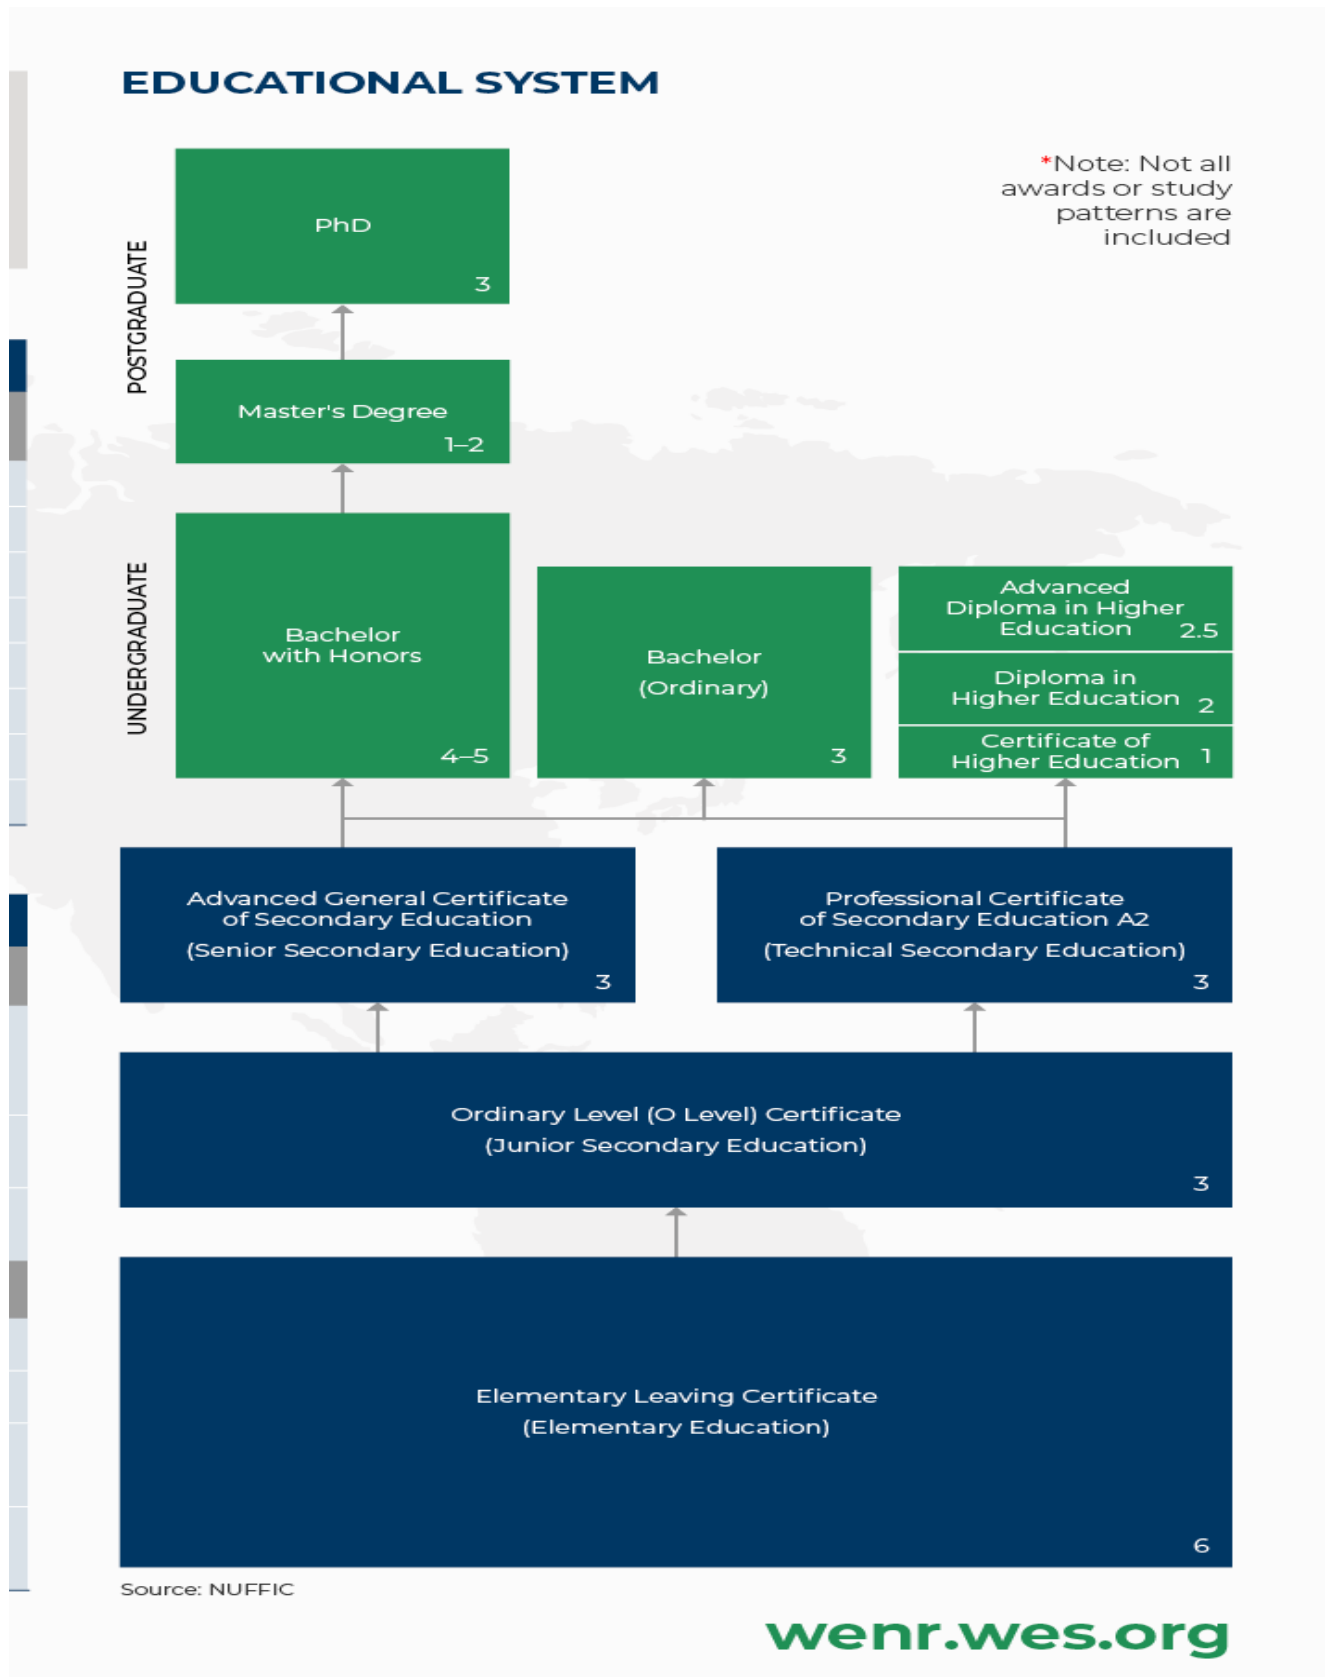 EDUCATIONAL SYSTEM
*Note: Not all
awards or study
patterns are
included
POSTGRADUATE
PhD
3
Master's Degree
1–2
UNDERGRADUATE
Bachelor
with Honors
4–5
Bachelor
(Ordinary)
3
Advanced
Diploma in Higher
Education 2.5
Diploma in
Higher Education 2
Certificate of
Higher Education 1
Advanced General Certificate
of Secondary Education
(Senior Secondary Education)
3
Professional Certificate
of Secondary Education A2
(Technical Secondary Education)
3
Ordinary Level (O Level) Certificate
(Junior Secondary Education)
3
Elementary Leaving Certificate
(Elementary Education)
6
Source: NUFFIC
wenr.wes.org